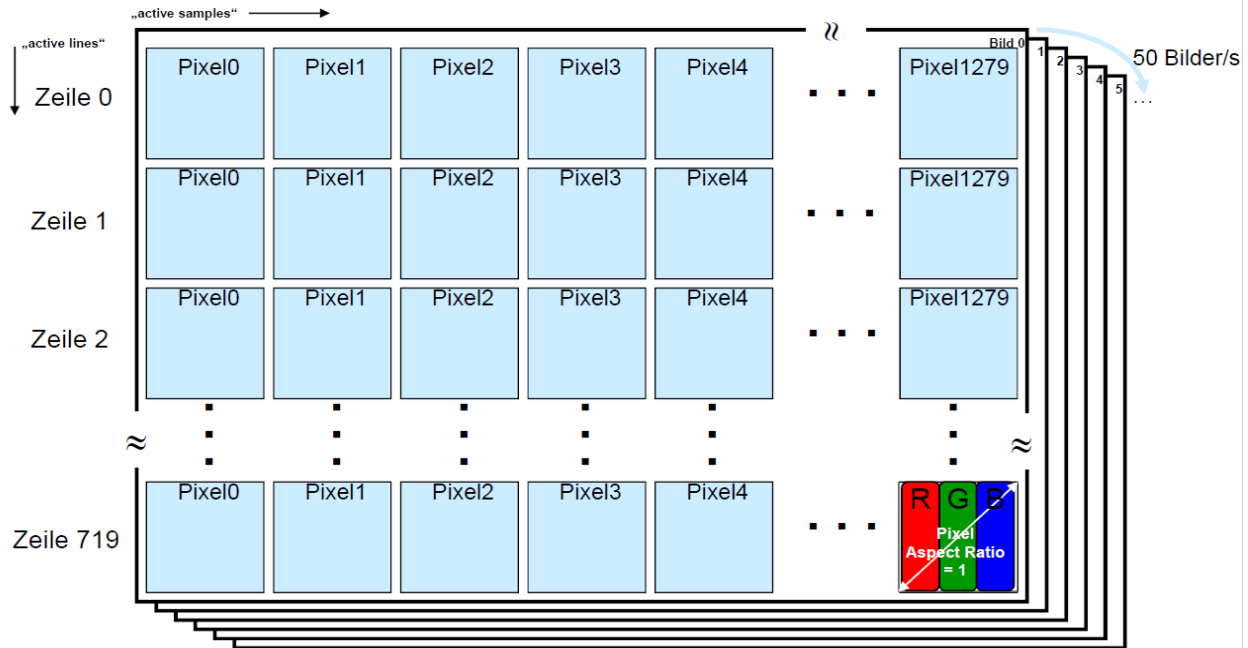 „active samples“
„active lines“
Bild 0 1 2 3 4 5
50 Bilder/s
...
Zeile 0
Pixel0 Pixel1 Pixel2 Pixel3 Pixel4 . . . Pixel1279
Zeile 1
Pixel0 Pixel1 Pixel2 Pixel3 Pixel4 . . . Pixel1279
Zeile 2
Pixel0 Pixel1 Pixel2 Pixel3 Pixel4 . . . Pixel1279
Zeile 719
Pixel0 Pixel1 Pixel2 Pixel3 Pixel4 . . . R G B
Pixel
Aspect Ratio
= 1